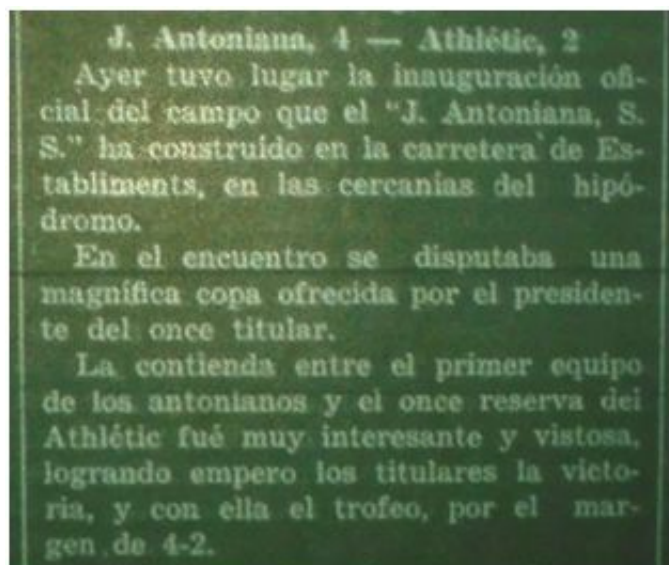 J. Antoniana, 4 — Athlétic, 2
Ayer tuvo lugar la inauguración ofi-
cial del campo que el "J. Antoniana, S.
S." ha construido en la carretera de Es-
tabliments, en las cercanías del hipó-
dromo.
En el encuentro se disputaba una
magnífica copa ofrecida por el presiden-
te del once titular.
La contienda entre el primer equipo
de los antonianos y el once reserva del
Athlétic fué muy interesante y vistosa,
logrando empero los titulares la victo-
ria, y con ella el trofeo, por el mar-
gen de 4-2.